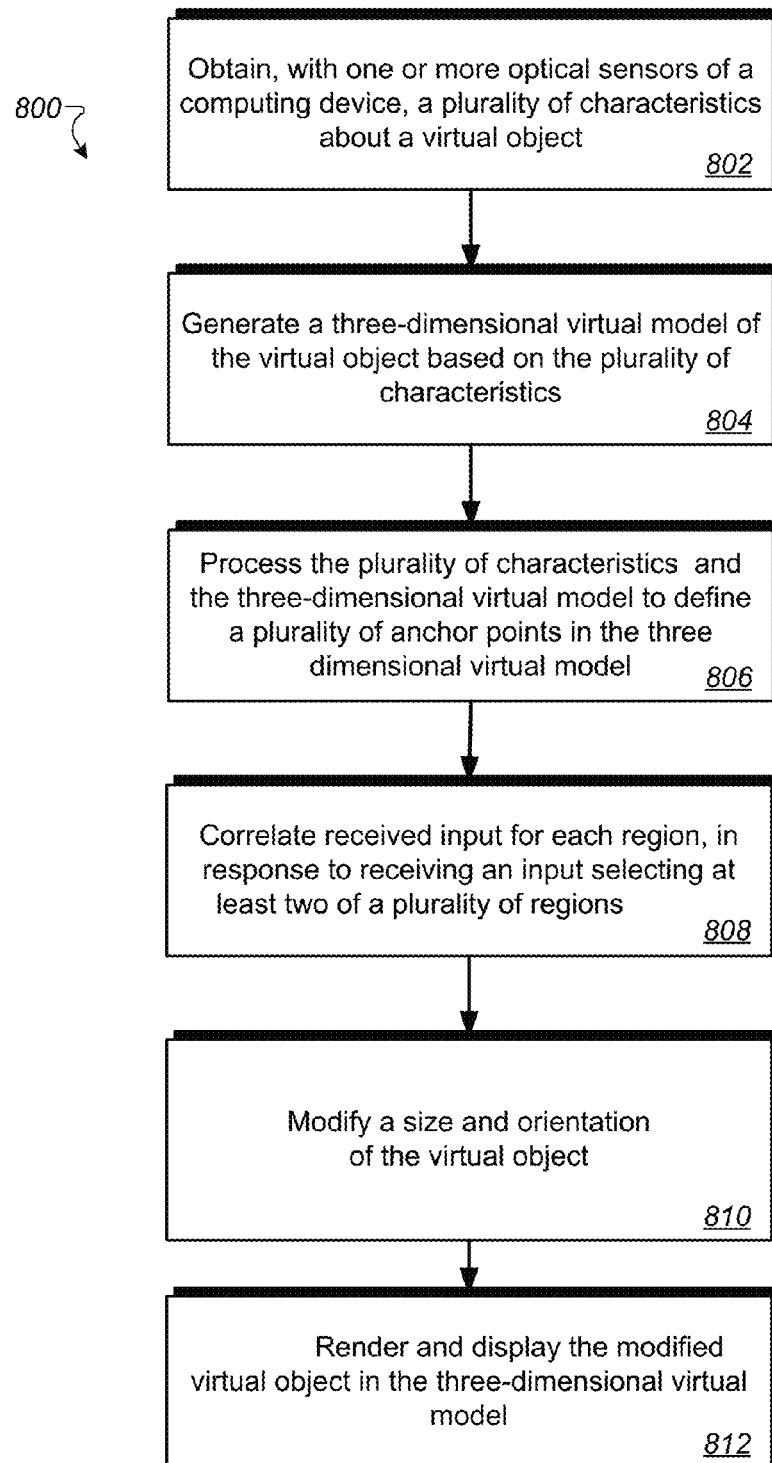 800
Obtain, with one or more optical sensors of a
computing device, a plurality of characteristics
about a virtual object
802
Generate a three-dimensional virtual model of
the virtual object based on the plurality of
characteristics
804
Process the plurality of characteristics and
the three-dimensional virtual model to define
a plurality of anchor points in the three
dimensional virtual model
806
Correlate received input for each region, in
response to receiving an input selecting at
least two of a plurality of regions
808
Modify a size and orientation
of the virtual object
810
Render and display the modified
virtual object in the three-dimensional virtual
model
812